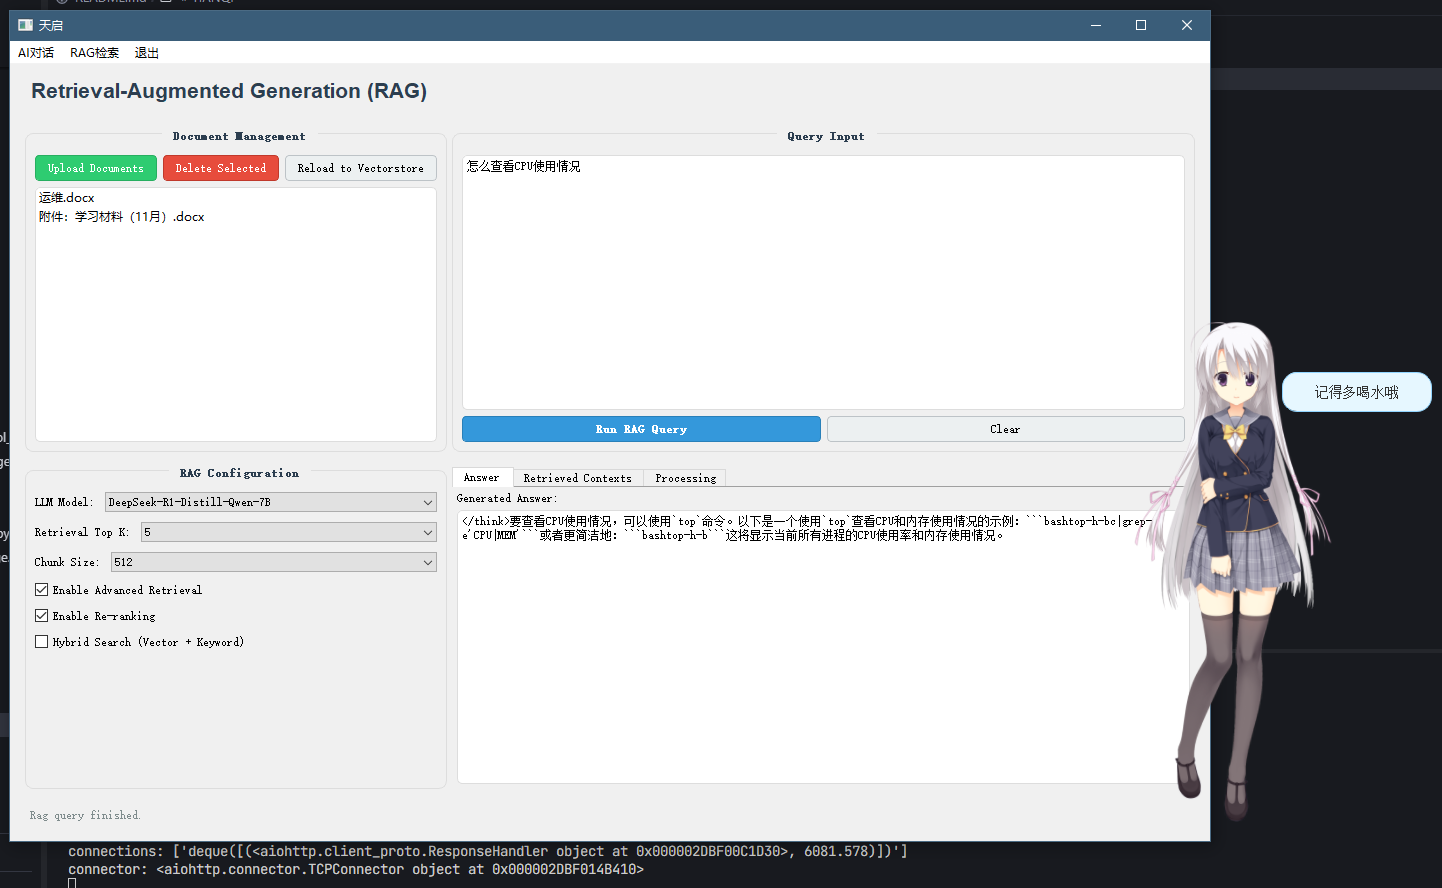 天启
AI对话 RAG检索 退出
Retrieval-Augmented Generation (RAG)
Document Management
Upload Documents Delete Selected Reload to Vectorstore
运维.docx
附件：学习材料（11月）.docx
Query Input
怎么查看CPU使用情况
Run RAG Query Clear
记得多喝水哦
RAG Configuration
LLM Model: DeepSeek-R1-Distill-Qwen-7B
Retrieval Top K: 5
Chunk Size: 512
Enable Advanced Retrieval
Enable Re-ranking
Hybrid Search (Vector + Keyword)
Answer Retrieved Contexts Processing
Generated Answer:
</think>要查看CPU使用情况，可以使用`top`命令。以下是一个使用`top`查看CPU和内存使用情况的示例：```bashtop-h-bc|grep-
e'CPU|MEM'```或者更简洁地：```bashtop-h-b```这将显示当前所有进程的CPU使用率和内存使用情况。
Rag query finished.
connections: ['deque([(<aiohttp.client_proto.ResponseHandler object at 0x000002DBF00C1D30>, 6081.578)])']
connector: <aiohttp.connector.TCPConnector object at 0x000002DBF014B410>